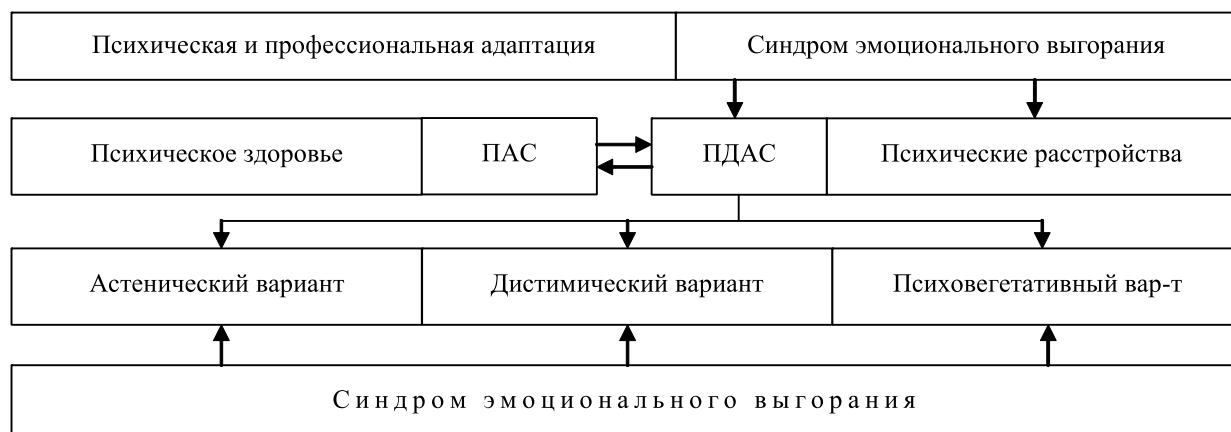 Психическая и профессиональная адаптация
Синдром эмоционального выгорания
Психическое здоровье
ПАС
ПДАС
Психические расстройства
Астенический вариант
Дистимический вариант
Психовегетативный вар-т
Синдром эмоционального выгорания